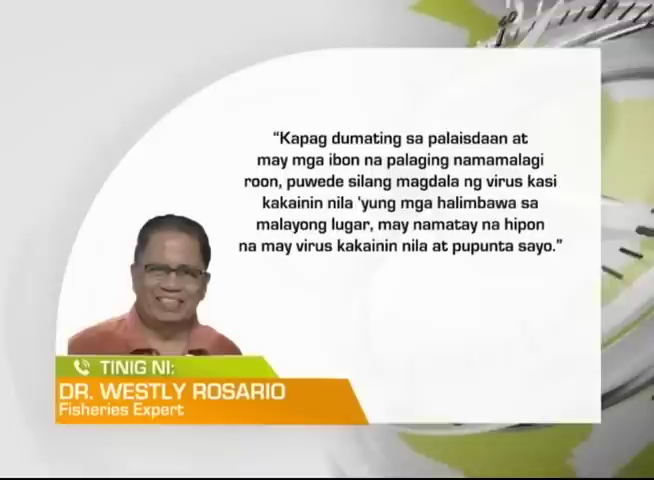 “Kapag dumating sa palaisdaan at
may mga ibon na palaging namamalagi
roon, puwede silang magdala ng virus kasi
kakainin nila 'yung mga halimbawa sa
malayong lugar, may namatay na hipon
na may virus kakainin nila at pupunta sayo.”
TINIG NI:
DR. WESTLY ROSARIO
Fisheries Expert